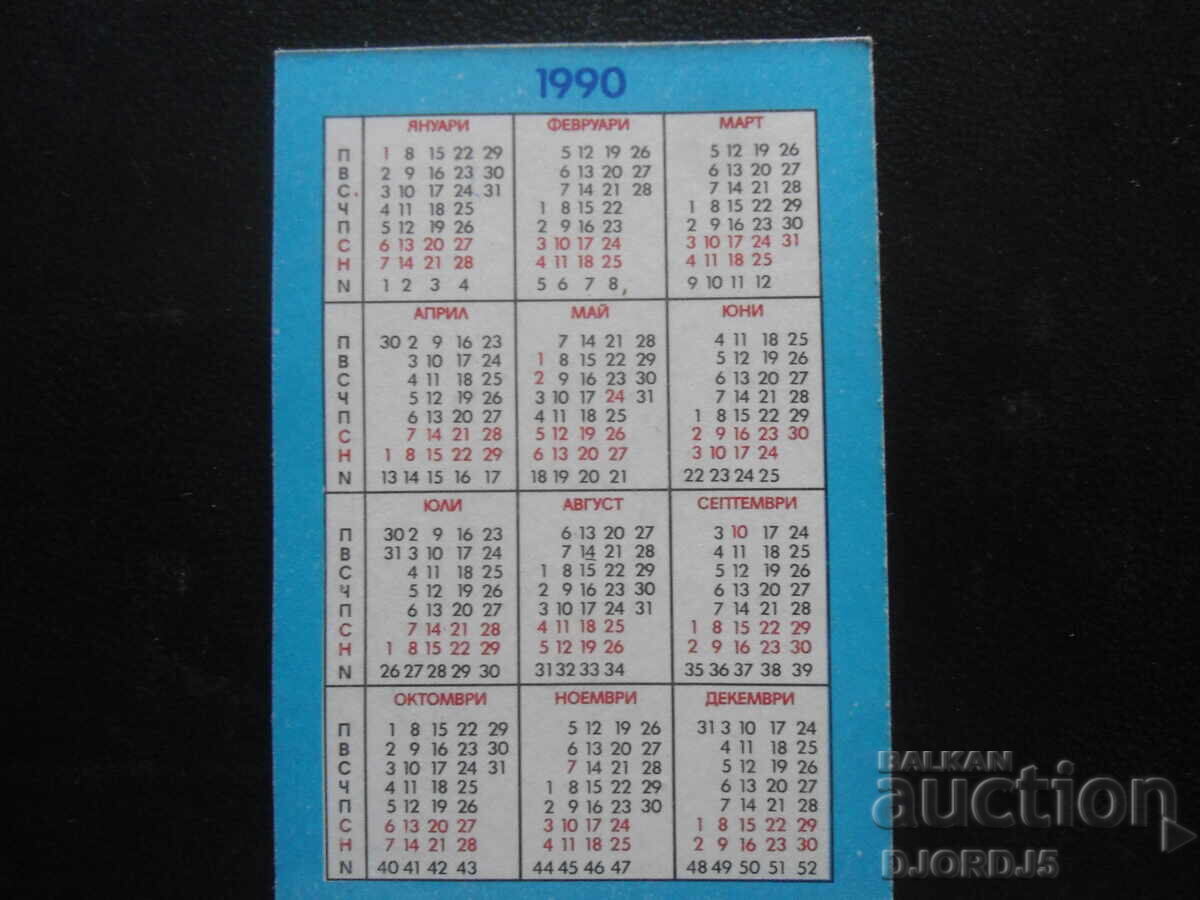 1990
ЯНУАРИ ФЕВРУАРИ МАРТ
П 1 8 15 22 29 5 12 19 26 5 12 19 26
В 2 9 16 23 30 6 13 20 27 6 13 20 27
С. 3 10 17 24 31 7 14 21 28 7 14 21 28
Ч 4 11 18 25 1 8 15 22 1 8 15 22 29
П 5 12 19 26 2 9 16 23 2 9 16 23 30
С 6 13 20 27 3 10 17 24 3 10 17 24 31
Н 7 14 21 28 4 11 18 25 4 11 18 25
N 1 2 3 4 5 6 7 8, 9 10 11 12
АПРИЛ МАЙ ЮНИ
П 30 2 9 16 23 7 14 21 28 4 11 18 25
В 3 10 17 24 1 8 15 22 29 5 12 19 26
С 4 11 18 25 2 9 16 23 30 6 13 20 27
Ч 5 12 19 26 3 10 17 24 31 7 14 21 28
П 6 13 20 27 4 11 18 25 1 8 15 22 29
С 7 14 21 28 5 12 19 26 2 9 16 23 30
Н 1 8 15 22 29 6 13 20 27 3 10 17 24
N 13 14 15 16 17 18 19 20 21 22 23 24 25
ЮЛИ АВГУСТ СЕПТЕМВРИ
П 30 2 9 16 23 6 13 20 27 3 10 17 24
В 31 3 10 17 24 7 14 21 28 4 11 18 25
С 4 11 18 25 1 8 15 22 29 5 12 19 26
Ч 5 12 19 26 2 9 16 23 30 6 13 20 27
П 6 13 20 27 3 10 17 24 31 7 14 21 28
С 7 14 21 28 4 11 18 25 1 8 15 22 29
Н 1 8 15 22 29 5 12 19 26 2 9 16 23 30
N 26 27 28 29 30 31 32 33 34 35 36 37 38 39
ОКТОМВРИ НОЕМВРИ ДЕКЕМВРИ
П 1 8 15 22 29 5 12 19 26 31 3 10 17 24
В 2 9 16 23 30 6 13 20 27 4 11 18 25
С 3 10 17 24 31 7 14 21 28 5 12 19 26
Ч 4 11 18 25 1 8 15 22 29 6 13 20 27
П 5 12 19 26 2 9 16 23 30 7 14 21 28
С 6 13 20 27 3 10 17 24 1 8 15 22 29
Н 7 14 21 28 4 11 18 25 2 9 16 23 30
N 40 41 42 43 44 45 46 47 48 49 50 51 52
BALKAN
auction
DJORDJ5